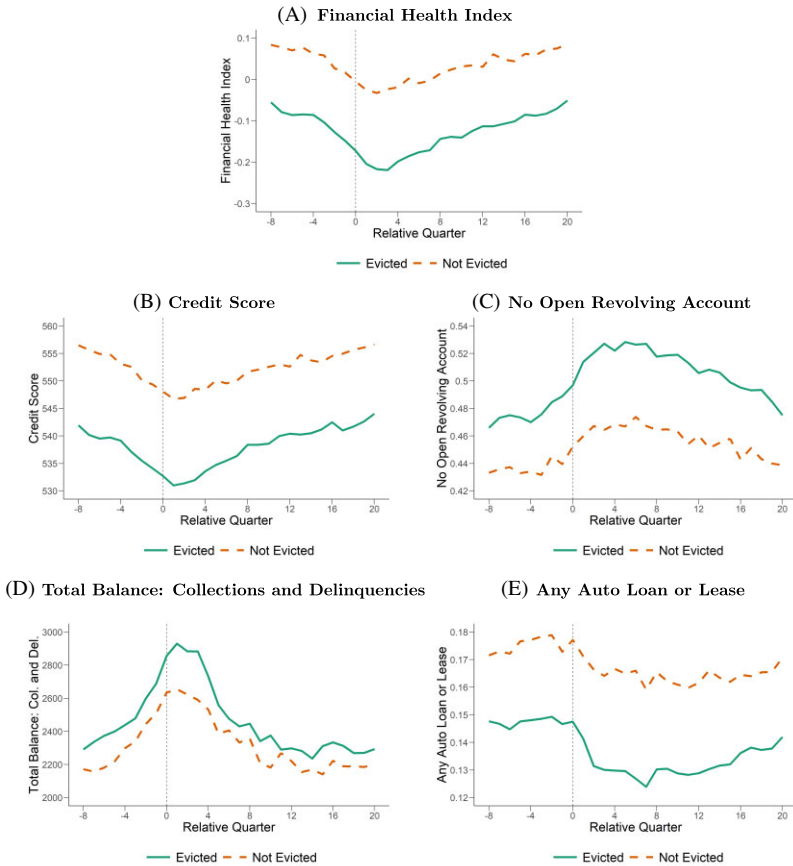 (A) Financial Health Index
Financial Health Index
0.1
0
-0.1
-0.2
-0.3
-8 -4 0 4 8 12 16 20
Relative Quarter
Evicted Not Evicted
(B) Credit Score
Credit Score
560
555
550
545
540
535
530
-8 -4 0 4 8 12 16 20
Relative Quarter
Evicted Not Evicted
(C) No Open Revolving Account
No Open Revolving Account
0.54
0.52
0.5
0.48
0.46
0.44
0.42
-8 -4 0 4 8 12 16 20
Relative Quarter
Evicted Not Evicted
(D) Total Balance: Collections and Delinquencies
Total Balance: Col. and Del.
3000
2800
2600
2400
2200
2000
-8 -4 0 4 8 12 16 20
Relative Quarter
Evicted Not Evicted
(E) Any Auto Loan or Lease
Any Auto Loan or Lease
0.18
0.17
0.16
0.15
0.14
0.13
0.12
-8 -4 0 4 8 12 16 20
Relative Quarter
Evicted Not Evicted